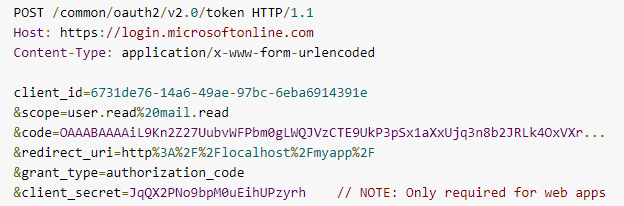 POST /common/oauth2/v2.0/token HTTP/1.1
Host: https://login.microsoftonline.com
Content-Type: application/x-www-form-urlencoded

client_id=6731de76-14a6-49ae-97bc-6eba6914391e
&scope=user.read%20mail.read
&code=OAAABAAAAiL9Kn2Z27UubvWFPbm0gLWQJVzCTE9UkP3pSx1aXxUjq3n8b2JRLk4OxVXr...
&redirect_uri=http%3A%2F%2Flocalhost%2Fmyapp%2F
&grant_type=authorization_code
&client_secret=JqQX2PNo9bpM0uEihUPzyrh    // NOTE: Only required for web apps